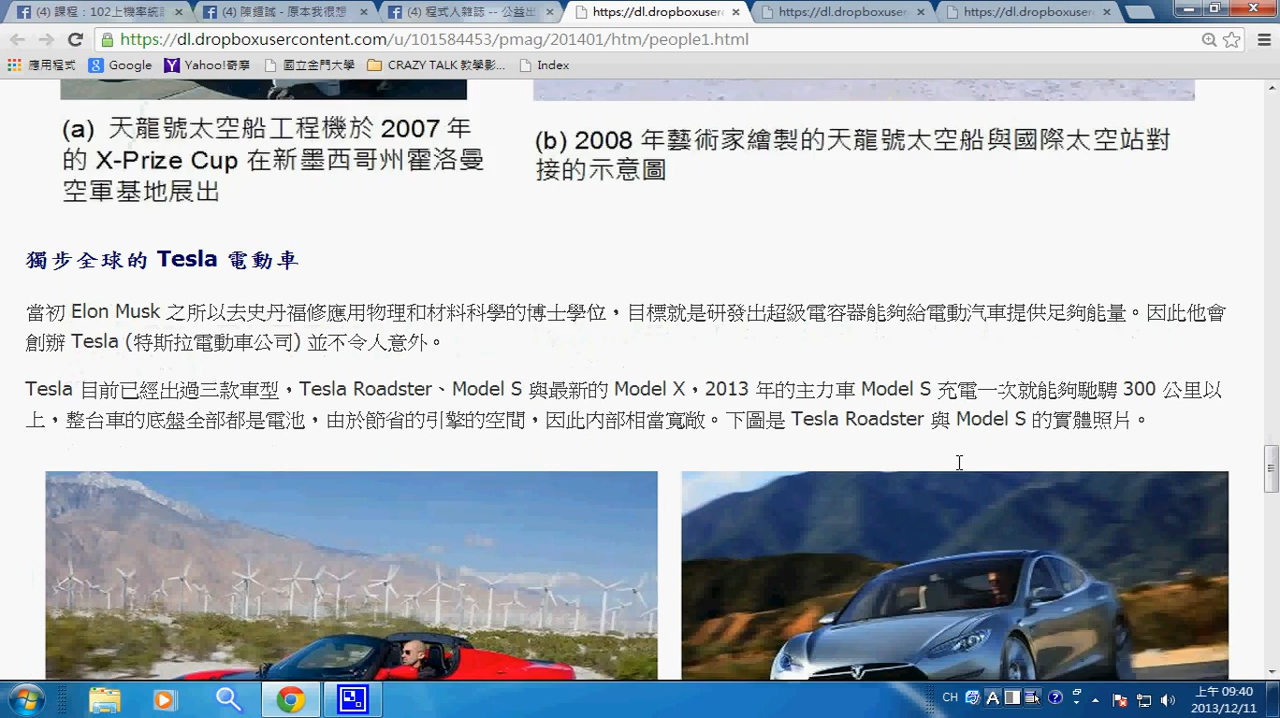 (4) 課程：102上機率統計
(4) 陳鍾誠 - 原本我很想
(4) 程式人雜誌 -- 公益出
https://dl.dropboxuserc
https://dl.dropboxuser
https://dl.dropboxuser
https://dl.dropboxusercontent.com/u/101584453/pmag/201401/htm/people1.html
應用程式
Google
Yahoo!奇摩
國立金門大學
CRAZY TALK 教學影...
Index
(a) 天龍號太空船工程機於 2007 年
的 X-Prize Cup 在新墨西哥州霍洛曼
空軍基地展出
(b) 2008 年藝術家繪製的天龍號太空船與國際太空站對
接的示意圖
獨步全球的 Tesla 電動車
當初 Elon Musk 之所以去史丹福修應用物理和材料科學的博士學位，目標就是研發出超級電容器能夠給電動汽車提供足夠能量。因此他會
創辦 Tesla (特斯拉電動車公司) 並不令人意外。
Tesla 目前已經出過三款車型，Tesla Roadster、Model S 與最新的 Model X，2013 年的主力車 Model S 充電一次就能夠馳騁 300 公里以
上，整台車的底盤全部都是電池，由於節省的引擎的空間，因此內部相當寬敞。下圖是 Tesla Roadster 與 Model S 的實體照片。
CH
上午 09:40
2013/12/11